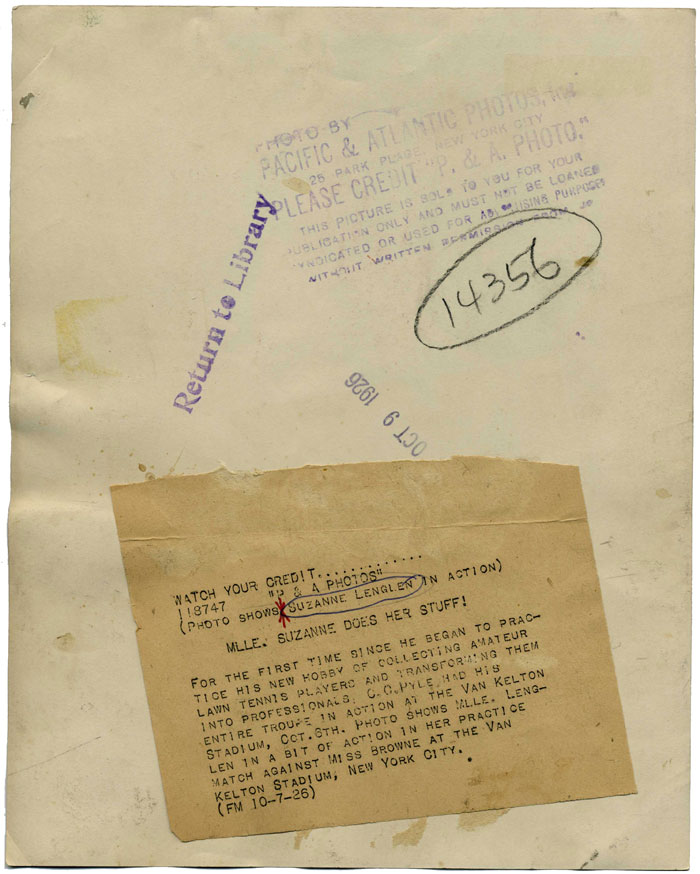 PHOTO BY
PACIFIC & ATLANTIC PHOTOS, INC
25 PARK PLACE, NEW YORK CITY
PLEASE CREDIT "P. & A. PHOTO."
THIS PICTURE IS SOLD TO YOU FOR YOUR
PUBLICATION ONLY AND MUST NOT BE LOANED
SYNDICATED OR USED FOR ADVERTISING PURPOSES
WITHOUT WRITTEN PERMISSION FROM
Return to Library
14356
OCT 9 1926
WATCH YOUR CREDIT.............
"P & A PHOTOS"
118747
(PHOTO SHOWS SUZANNE LENGLEN IN ACTION)
MLLE. SUZANNE DOES HER STUFF!
FOR THE FIRST TIME SINCE HE BEGAN TO PRAC-
TICE HIS NEW HOBBY OF COLLECTING AMATEUR
LAWN TENNIS PLAYERS AND TRANSFORMING THEM
INTO PROFESSIONALS, C.C.PYLE HAD HIS
ENTIRE TROUPE IN ACTION AT THE VAN KELTON
STADIUM, OCT.6TH. PHOTO SHOWS MLLE. LENG-
LEN IN A BIT OF ACTION IN HER PRACTICE
MATCH AGAINST MISS BROWNE AT THE VAN
KELTON STADIUM, NEW YORK CITY.
(FM 10-7-26)